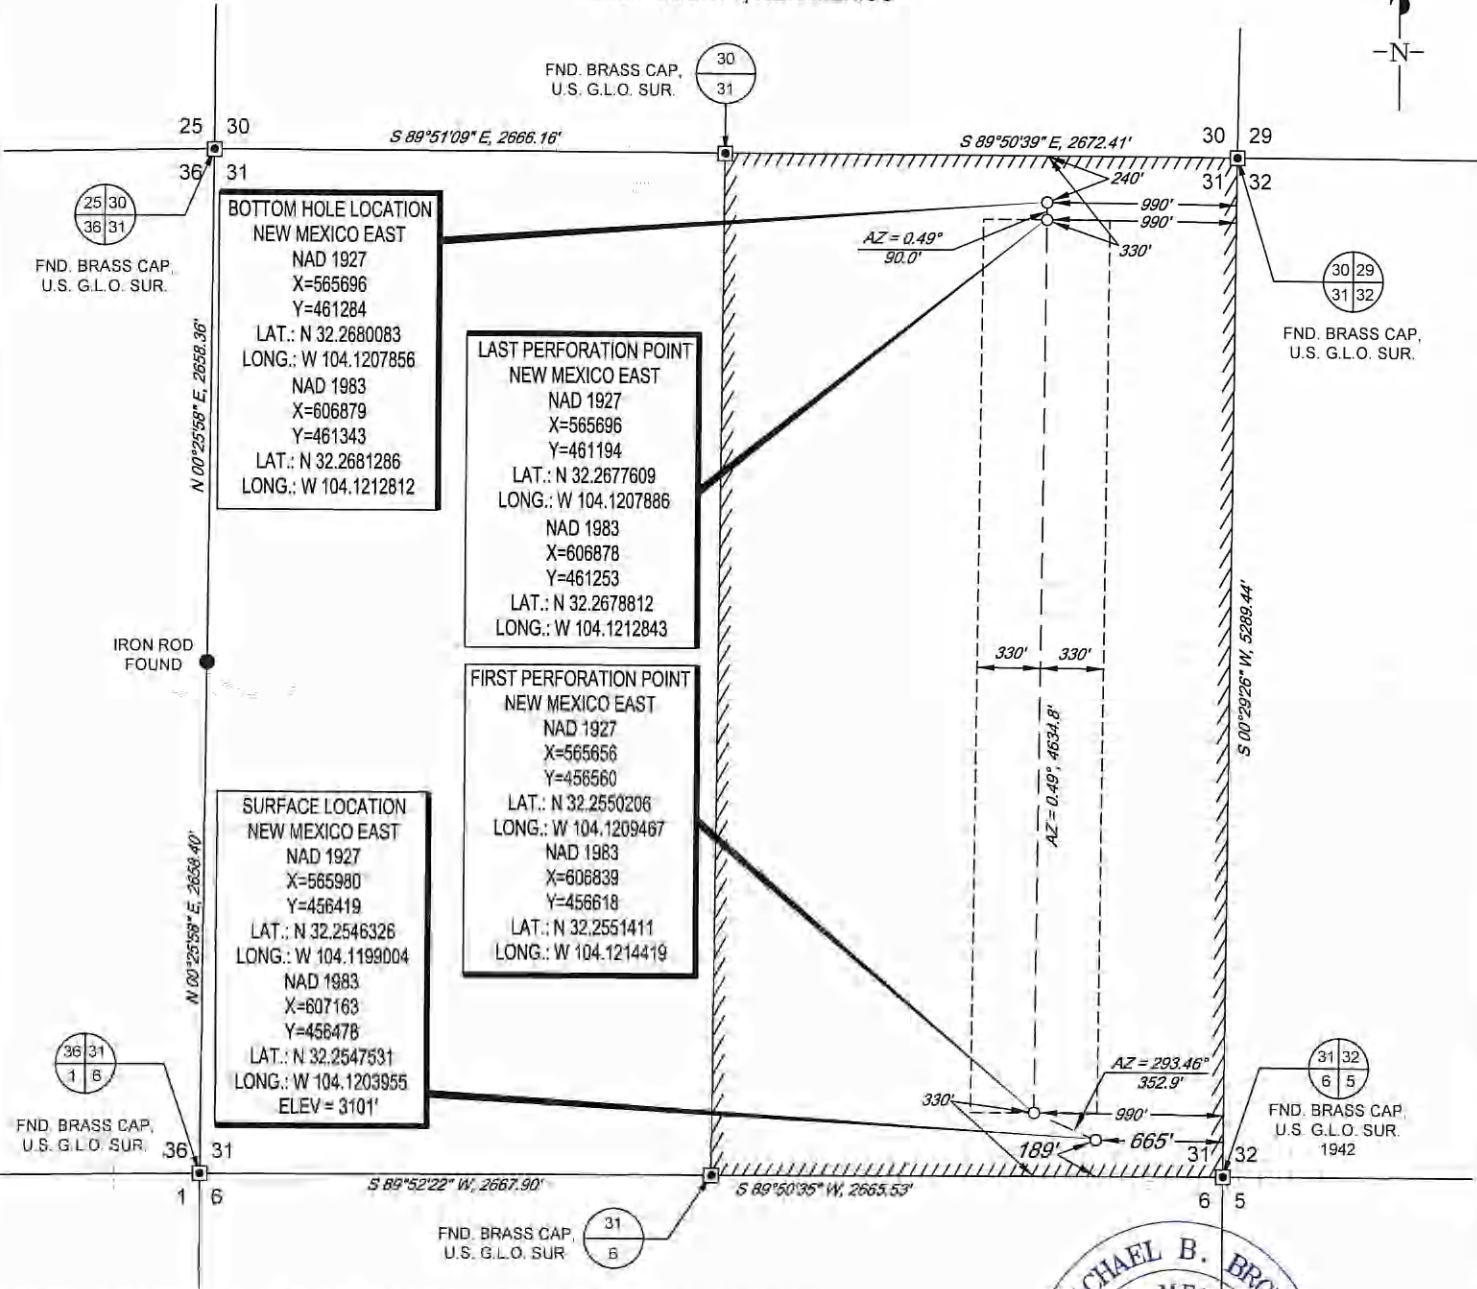 -N-
30
31
FND. BRASS CAP,
U.S. G.L.O. SUR.
25 30
36 31
S 89°51'09" E, 2666.16'
S 89°50'39" E, 2672.41'
30 29
31 32
25 30
36 31
FND. BRASS CAP,
U.S. G.L.O. SUR.
BOTTOM HOLE LOCATION
NEW MEXICO EAST
NAD 1927
X=565696
Y=461284
LAT.: N 32.2680083
LONG.: W 104.1207856
NAD 1983
X=606879
Y=461343
LAT.: N 32.2681286
LONG.: W 104.1212812
240'
990'
990'
330'
AZ = 0.49°
90.0'
30 29
31 32
FND. BRASS CAP,
U.S. G.L.O. SUR.
N 00°25'58" E, 2658.36'
LAST PERFORATION POINT
NEW MEXICO EAST
NAD 1927
X=565696
Y=461194
LAT.: N 32.2677609
LONG.: W 104.1207886
NAD 1983
X=606878
Y=461253
LAT.: N 32.2678812
LONG.: W 104.1212843
IRON ROD
FOUND
330' 330'
S 00°29'26" W, 5289.44'
AZ = 0.49°, 4634.8'
FIRST PERFORATION POINT
NEW MEXICO EAST
NAD 1927
X=565656
Y=456560
LAT.: N 32.2550206
LONG.: W 104.1209467
NAD 1983
X=606839
Y=456618
LAT.: N 32.2551411
LONG.: W 104.1214419
N 00°25'58" E, 2658.40'
SURFACE LOCATION
NEW MEXICO EAST
NAD 1927
X=565980
Y=456419
LAT.: N 32.2546326
LONG.: W 104.1199004
NAD 1983
X=607163
Y=456478
LAT.: N 32.2547531
LONG.: W 104.1203955
ELEV = 3101'
AZ = 293.46°
352.9'
330'
990'
189'
665'
36 31
1 6
FND. BRASS CAP,
U.S. G.L.O. SUR.
36 31
1 6
31 32
6 5
FND. BRASS CAP,
U.S. G.L.O. SUR.
1942
31 32
6 5
S 89°52'22" W, 2667.90'
S 89°50'35" W, 2665.53'
FND. BRASS CAP,
U.S. G.L.O. SUR
31
6
B.